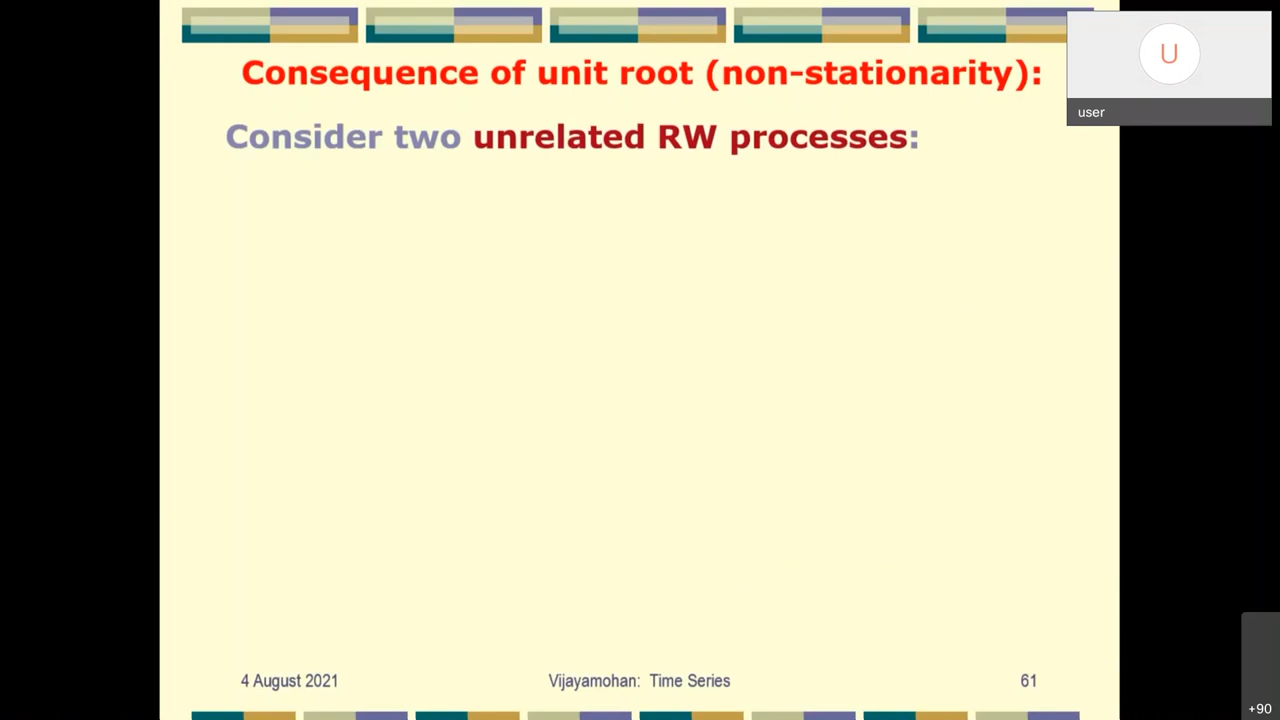 Consequence of unit root (non-stationarity):
U
user
Consider two unrelated RW processes:
4 August 2021 Vijayamohan: Time Series 61
+90